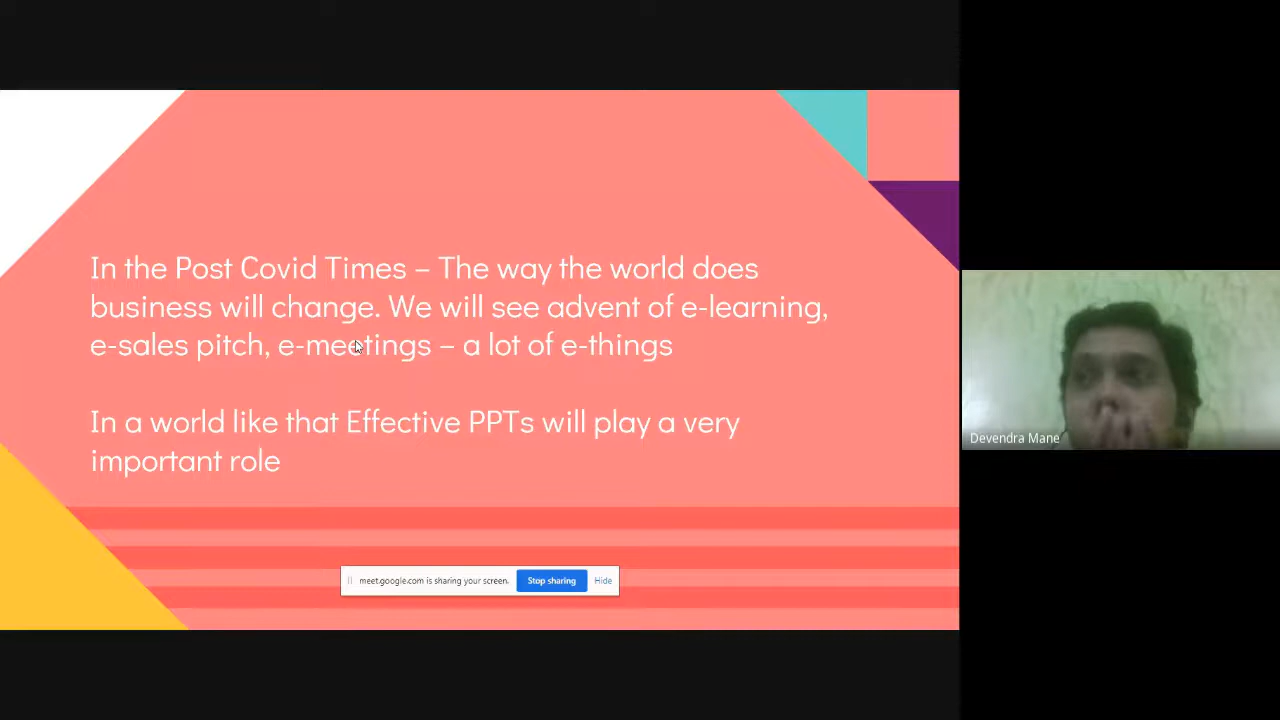 In the Post Covid Times – The way the world does
business will change. We will see advent of e-learning,
e-sales pitch, e-meetings – a lot of e-things
In a world like that Effective PPTs will play a very
important role
meet.google.com is sharing your screen.
Stop sharing
Hide
Devendra Mane